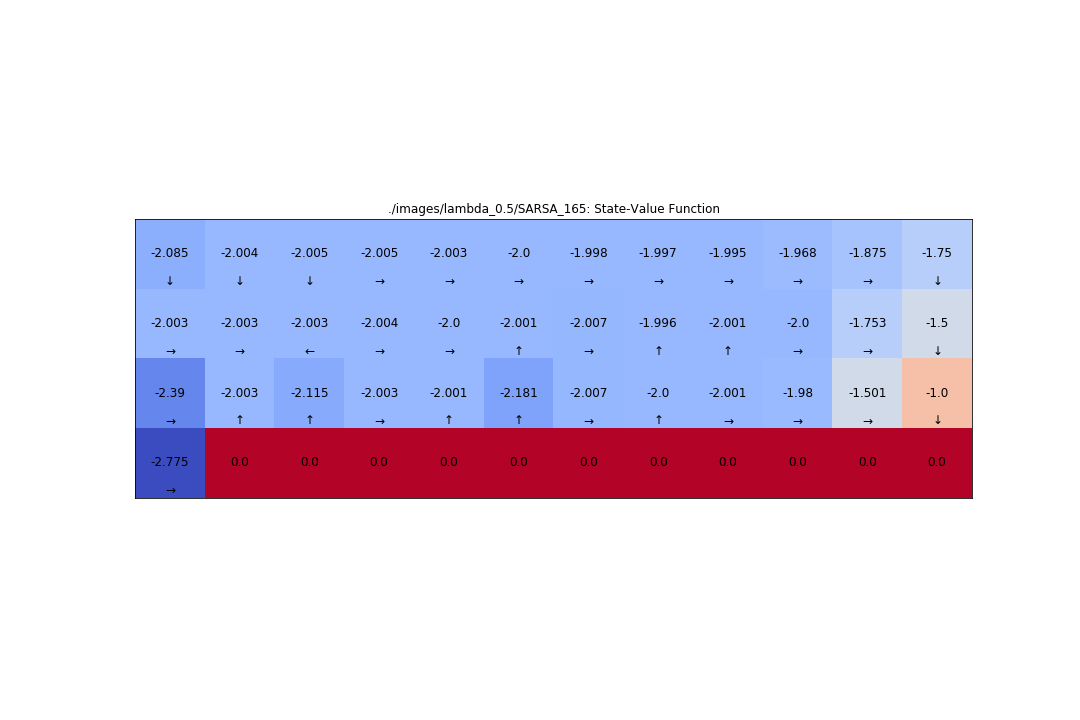 ./images/lambda_0.5/SARSA_165: State-Value Function
-2.085 -2.004 -2.005 -2.005 -2.003 -2.0 -1.998 -1.997 -1.995 -1.968 -1.875 -1.75
↓ ↓ ↓ → → → → → → → → ↓
-2.003 -2.003 -2.003 -2.004 -2.0 -2.001 -2.007 -1.996 -2.001 -2.0 -1.753 -1.5
→ → ← → → ↑ → ↑ ↑ → → ↓
-2.39 -2.003 -2.115 -2.003 -2.001 -2.181 -2.007 -2.0 -2.001 -1.98 -1.501 -1.0
→ ↑ ↑ → ↑ ↑ → ↑ → → → ↓
-2.775 0.0 0.0 0.0 0.0 0.0 0.0 0.0 0.0 0.0 0.0 0.0
→